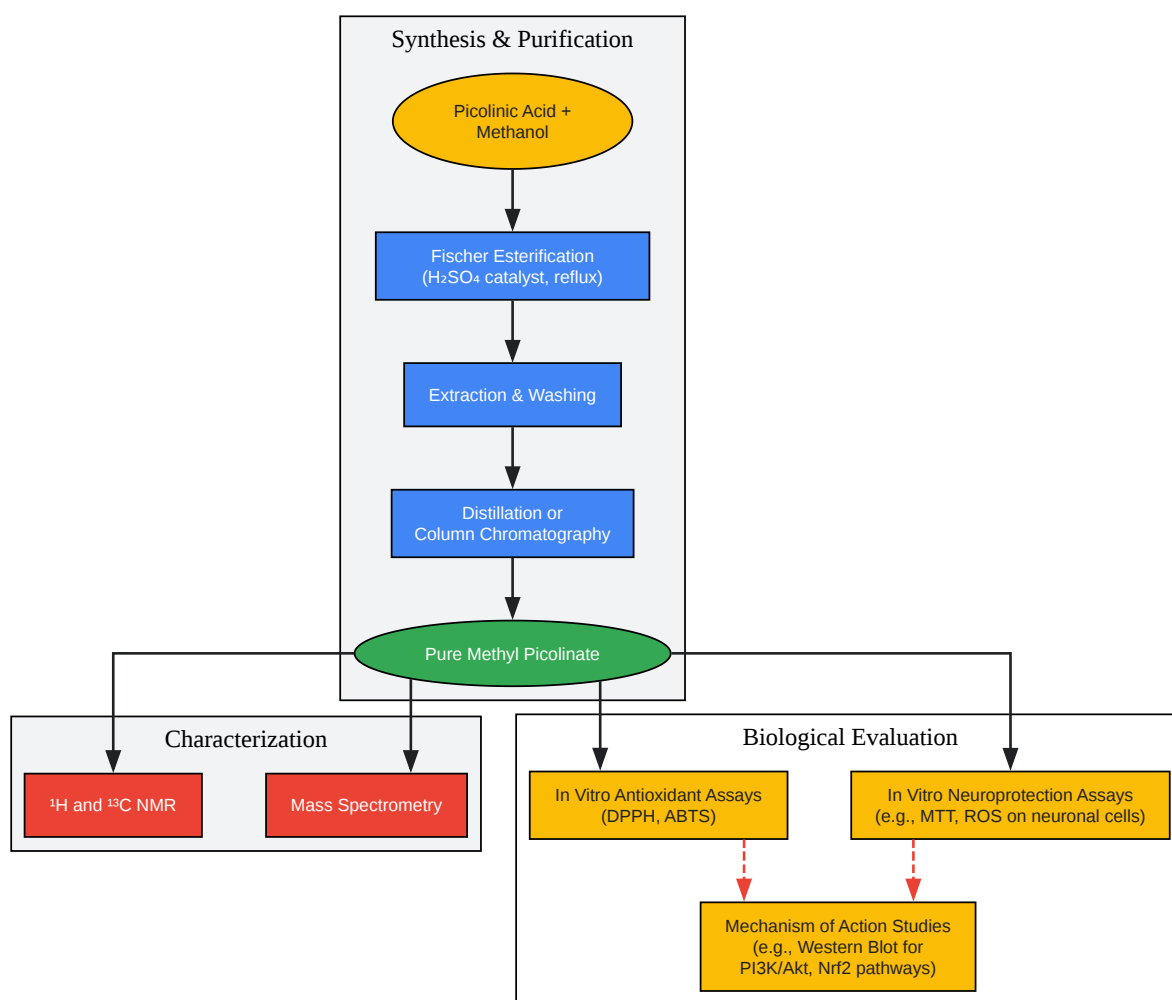 Synthesis & Purification
Picolinic Acid +
Methanol
Fischer Esterification
(H₂SO₄ catalyst, reflux)
Extraction & Washing
Distillation or
Column Chromatography
Pure Methyl Picolinate
Characterization
¹H and ¹³C NMR
Mass Spectrometry
Biological Evaluation
In Vitro Antioxidant Assays
(DPPH, ABTS)
In Vitro Neuroprotection Assays
(e.g., MTT, ROS on neuronal cells)
Mechanism of Action Studies
(e.g., Western Blot for
PI3K/Akt, Nrf2 pathways)